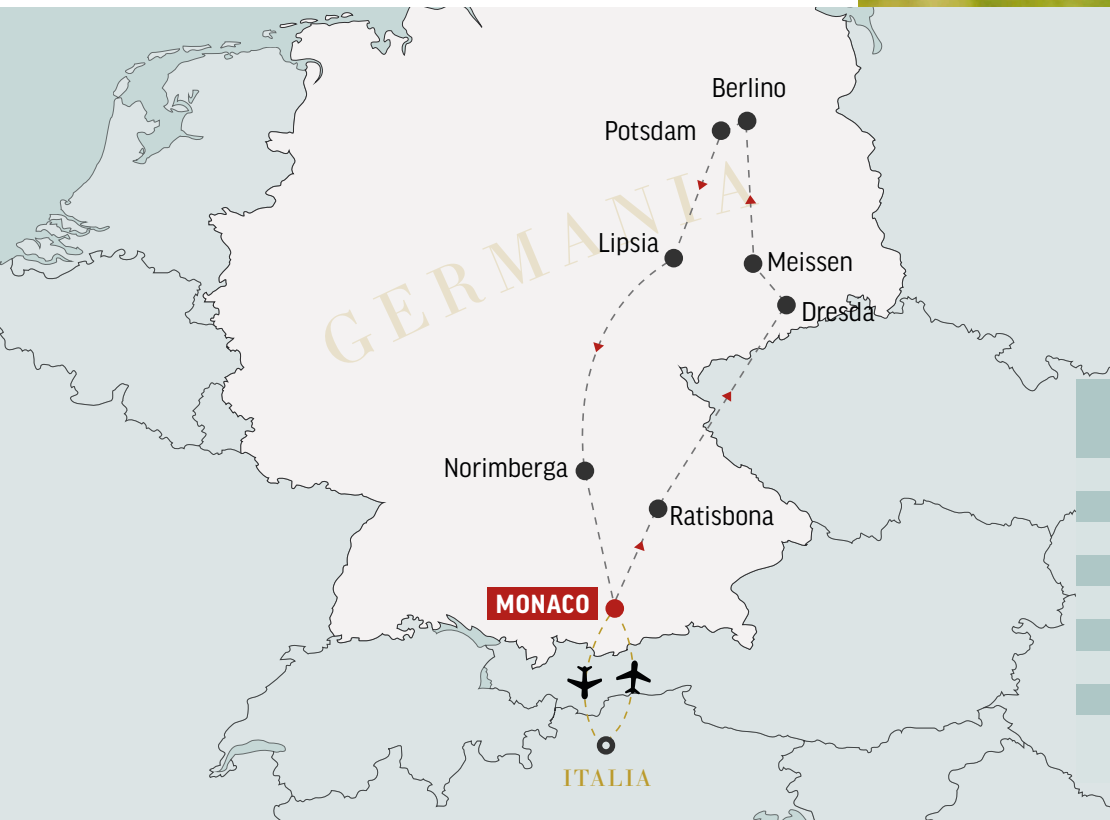 Berlino
Potsdam
GERMANIA
Lipsia
Meissen
Dresda
Norimberga
Ratisbona
MONACO
ITALIA